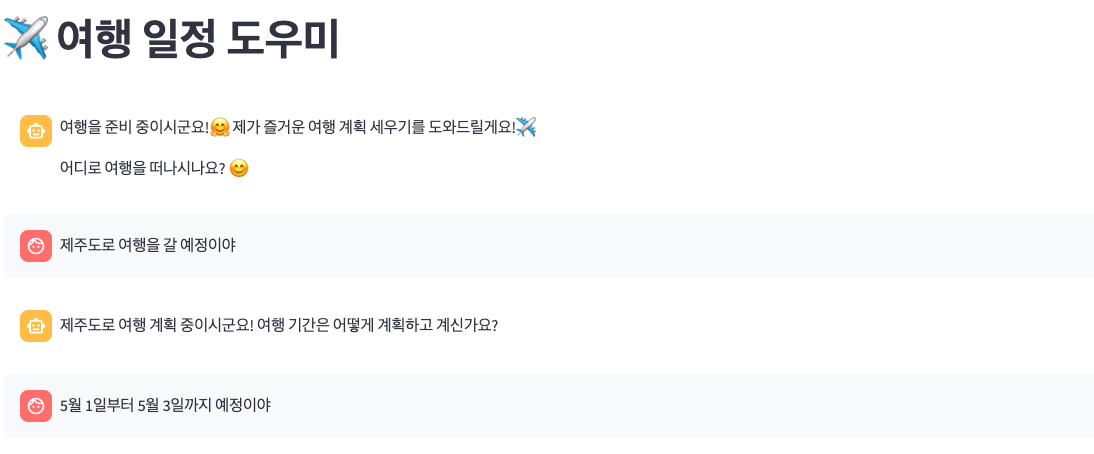 ✈️ 여행 일정 도우미
여행을 준비 중이시군요!🤗 제가 즐거운 여행 계획 세우기를 도와드릴게요!✈️
어디로 여행을 떠나시나요? 😊
제주도로 여행을 갈 예정이야
제주도로 여행 계획 중이시군요! 여행 기간은 어떻게 계획하고 계신가요?
5월 1일부터 5월 3일까지 예정이야